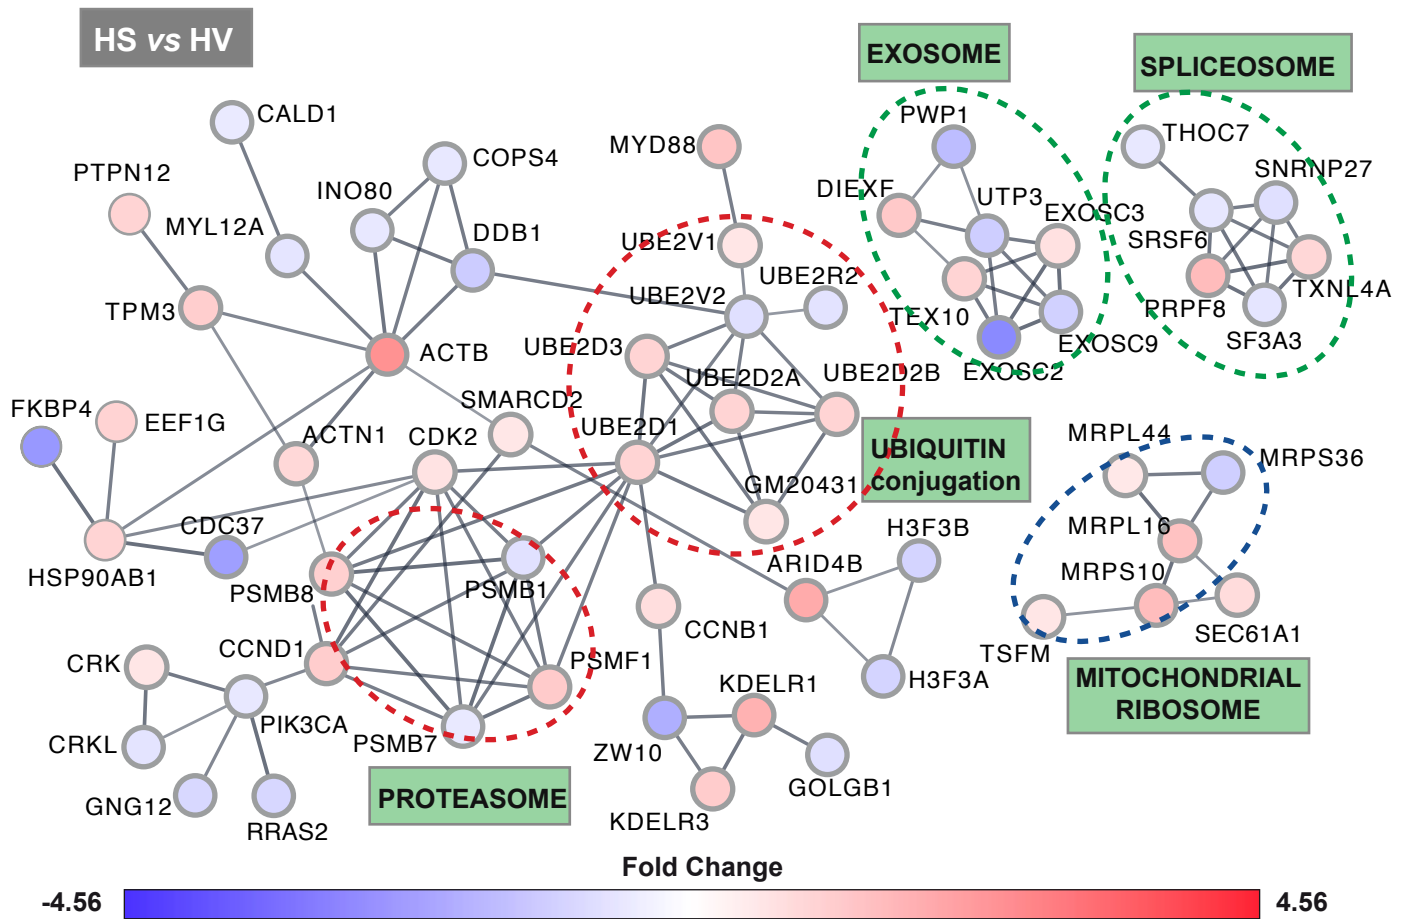 HS vs HV
EXOSOME
SPLICEOSOME
CALD1
PWP1
THOC7
MYD88
COPS4
PTPN12
INO80
DIEXF
SNRNP27
UTP3
EXOSC3
MYL12A
DDB1
UBE2V1
SRSF6
UBE2R2
UBE2V2
TXNL4A
TPM3
TEX10
PRPF8
ACTB
UBE2D3
EXOSC9
SF3A3
EXOSC2
UBE2D2A
UBE2D2B
SMARCD2
FKBP4
EEF1G
ACTN1
CDK2
UBE2D1
MRPL44
UBIQUITIN
conjugation
MRPS36
GM20431
CDC37
MRPL16
H3F3B
ARID4B
HSP90AB1
PSMB8
PSMB1
MRPS10
CCNB1
SEC61A1
CCND1
PSMF1
TSFM
CRK
H3F3A
MITOCHONDRIAL
RIBOSOME
KDELR1
PIK3CA
CRKL
PSMB7
ZW10
GOLGB1
GNG12
PROTEASOME
KDELR3
RRAS2
Fold Change
-4.56
4.56